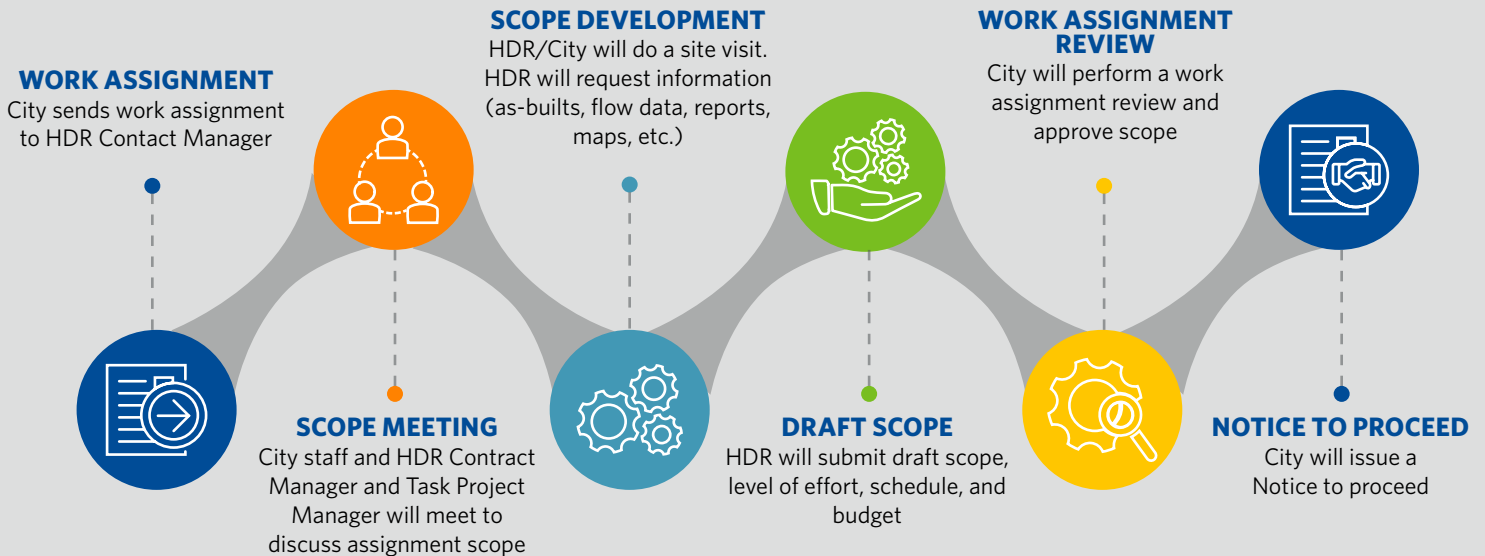 WORK ASSIGNMENT
City sends work assignment
to HDR Contact Manager
SCOPE MEETING
City staff and HDR Contract
Manager and Task Project
Manager will meet to
discuss assignment scope
SCOPE DEVELOPMENT
HDR/City will do a site visit.
HDR will request information
(as-builts, flow data, reports,
maps, etc.)
DRAFT SCOPE
HDR will submit draft scope,
level of effort, schedule, and
budget
WORK ASSIGNMENT
REVIEW
City will perform a work
assignment review and
approve scope
NOTICE TO PROCEED
City will issue a
Notice to proceed